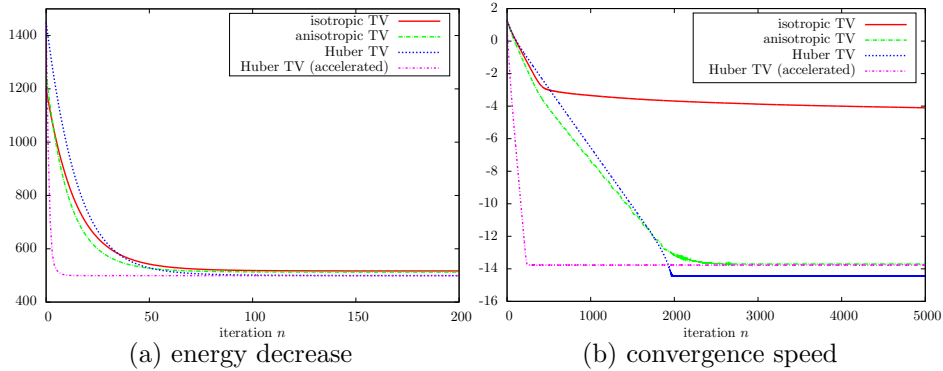 1400
1200
1000
800
600
400
0
50
100
150
200
iteration n
isotropic TV
anisotropic TV
Huber TV
Huber TV (accelerated)
(a) energy decrease
2
0
-2
-4
-6
-8
-10
-12
-14
-16
0
1000
2000
3000
4000
5000
iteration n
isotropic TV
anisotropic TV
Huber TV
Huber TV (accelerated)
(b) convergence speed